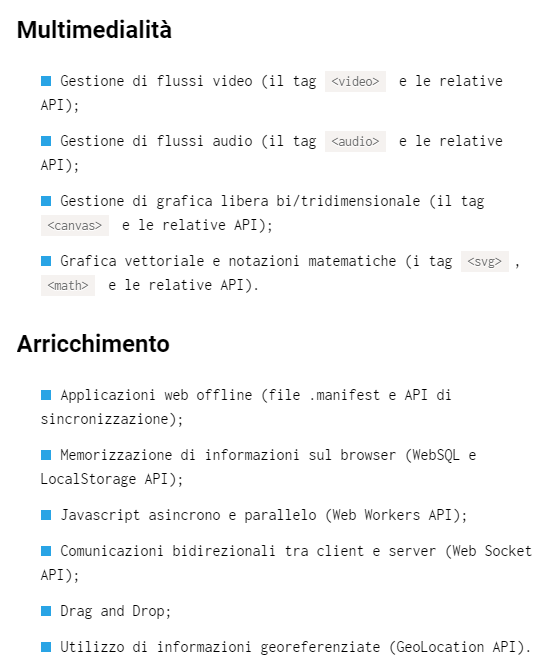 Multimedialità
Gestione di flussi video (il tag <video> e le relative
API);
Gestione di flussi audio (il tag <audio> e le relative
API);
Gestione di grafica libera bi/tridimensionale (il tag
<canvas> e le relative API);
Grafica vettoriale e notazioni matematiche (i tag <svg> ,
<math> e le relative API).
Arricchimento
Applicazioni web offline (file .manifest e API di
sincronizzazione);
Memorizzazione di informazioni sul browser (WebSQL e
LocalStorage API);
Javascript asincrono e parallelo (Web Workers API);
Comunicazioni bidirezionali tra client e server (Web Socket
API);
Drag and Drop;
Utilizzo di informazioni georeferenziate (GeoLocation API).